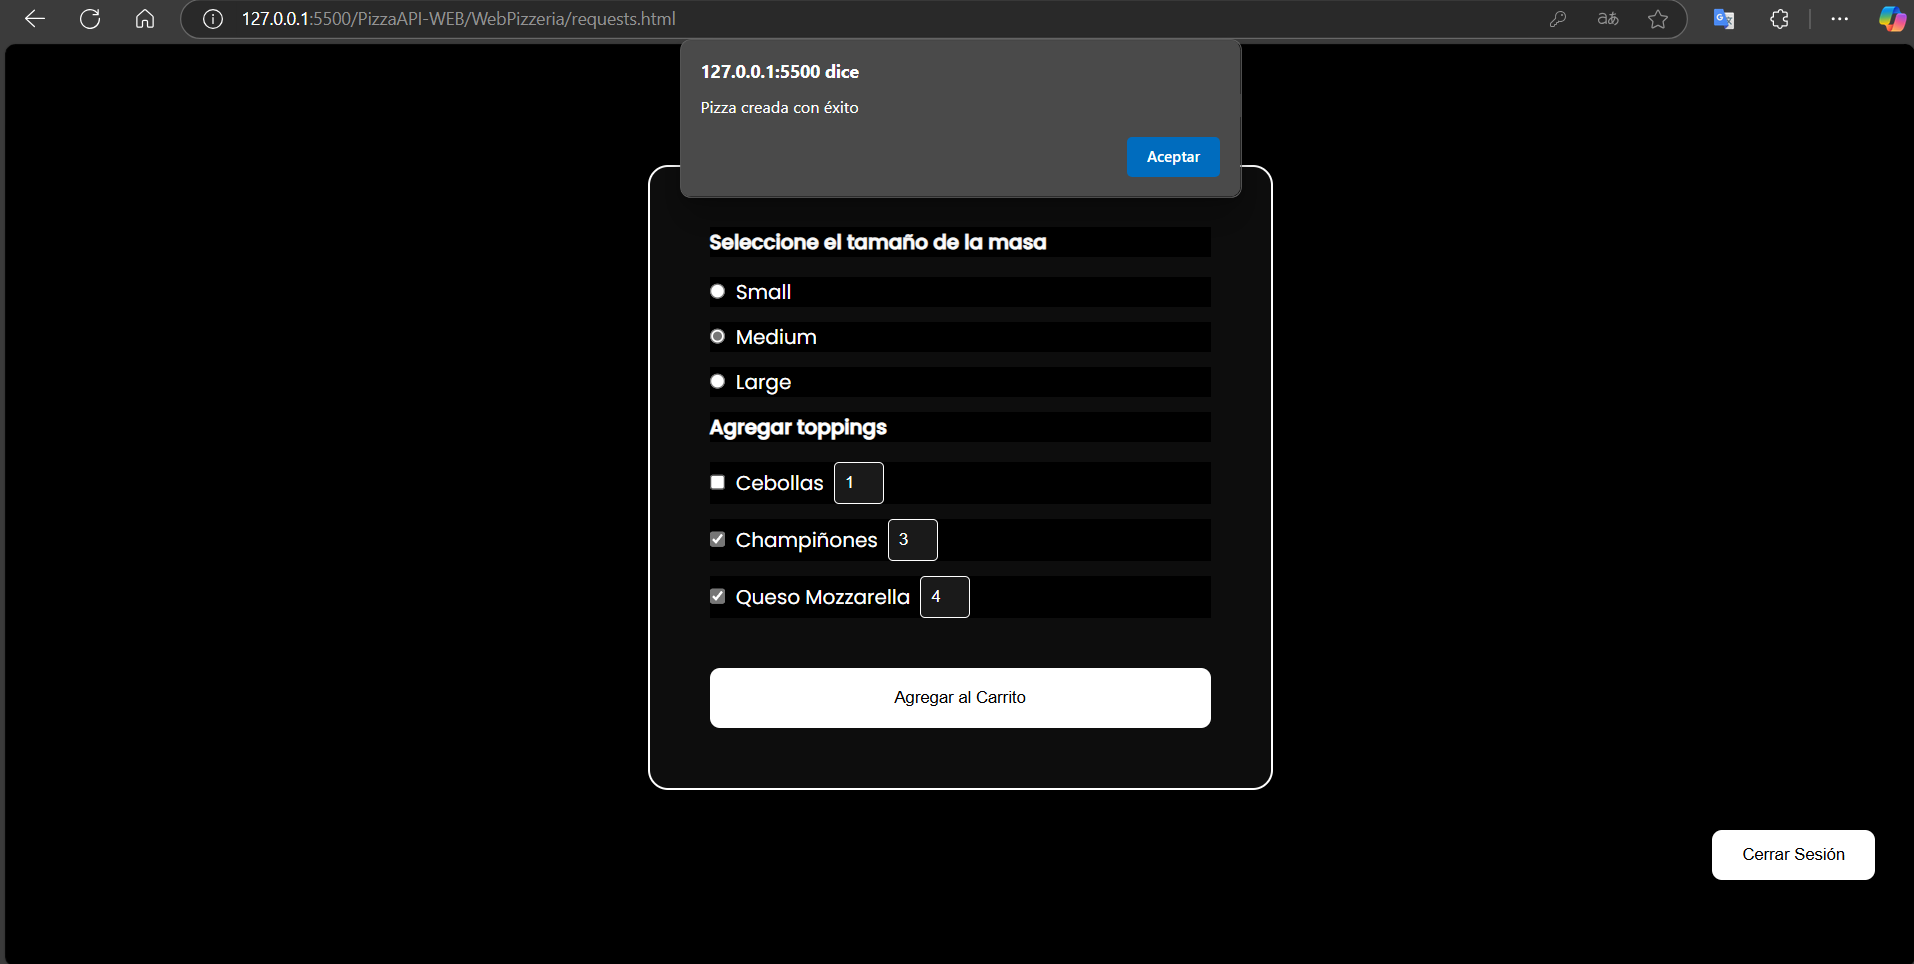 127.0.0.1:5500/PizzaAPI-WEB/WebPizzeria/requests.html
127.0.0.1:5500 dice
Pizza creada con éxito
Aceptar
Seleccione el tamaño de la masa
Small
Medium
Large
Agregar toppings
Cebollas 1
Champiñones 3
Queso Mozzarella 4
Agregar al Carrito
Cerrar Sesión